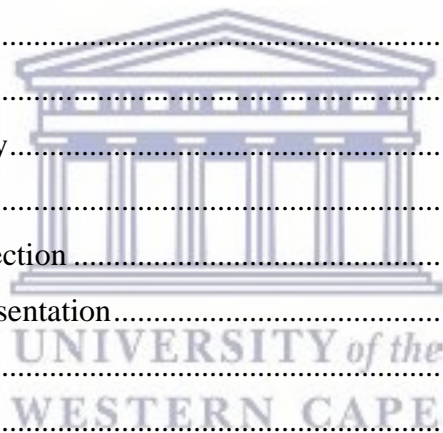 ................................................
................................................
y................................................
................................................
ection ................................................
sentation................................................
UNIVERSITY of the
................................................
WESTERN CAPE
................................................